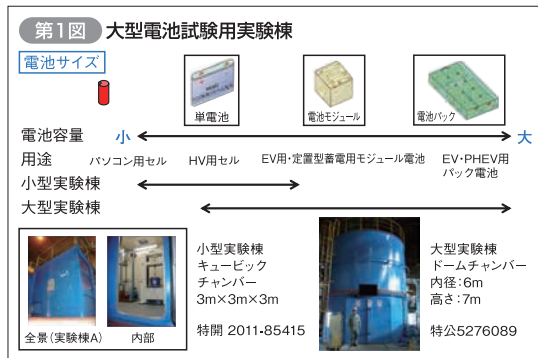 第1図 大型電池試験用実験棟
電池サイズ
単電池
電池モジュール
電池パック
電池容量 小 大
用途 パソコン用セル HV用セル EV用・定置型蓄電用モジュール電池 EV・PHEV用
パック電池
小型実験棟
大型実験棟
全景(実験棟A) 内部
小型実験棟
キュービック
チャンバー
3m×3m×3m
特開 2011-85415
大型実験棟
ドームチャンバー
内径:6m
高さ:7m
特公5276089